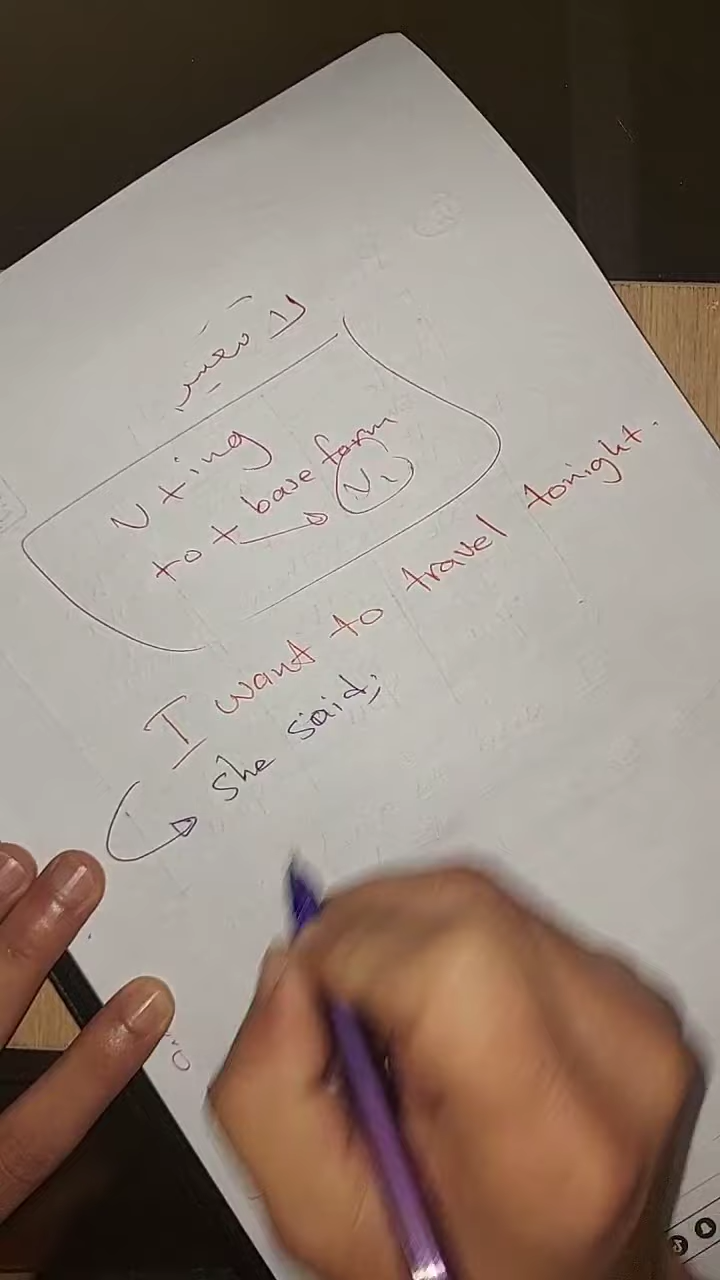 لا تتغير
V + ing
to + base form
V1
I want to travel tonight.
she said,